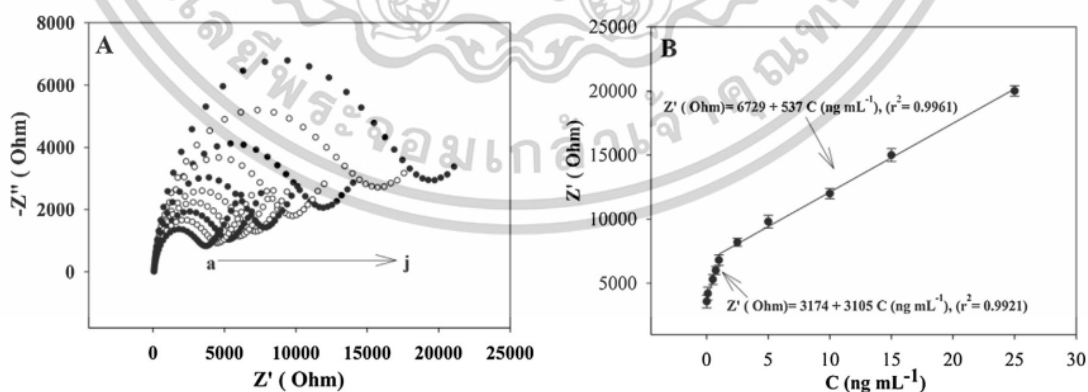 A
8000
6000
4000
2000
0
-Z'' ( Ohm)
0 5000 10000 15000 20000 25000
Z' ( Ohm)
a
j
B
25000
20000
15000
10000
5000
Z' ( Ohm)
Z' ( Ohm)= 6729 + 537 C (ng mL⁻¹), (r² = 0.9961)
Z' ( Ohm)= 3174 + 3105 C (ng mL⁻¹), (r² = 0.9921)
0 5 10 15 20 25 30
C (ng mL⁻¹)